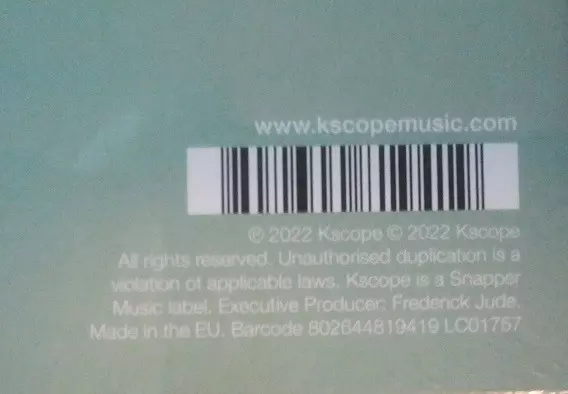 www.kscopemusic.com
℗ 2022 Kscope © 2022 Kscope
All rights reserved. Unauthorised duplication is a
violation of applicable laws. Kscope is a Snapper
Music label. Executive Producer: Frederick Jude.
Made in the EU. Barcode 802644819419 LC01757